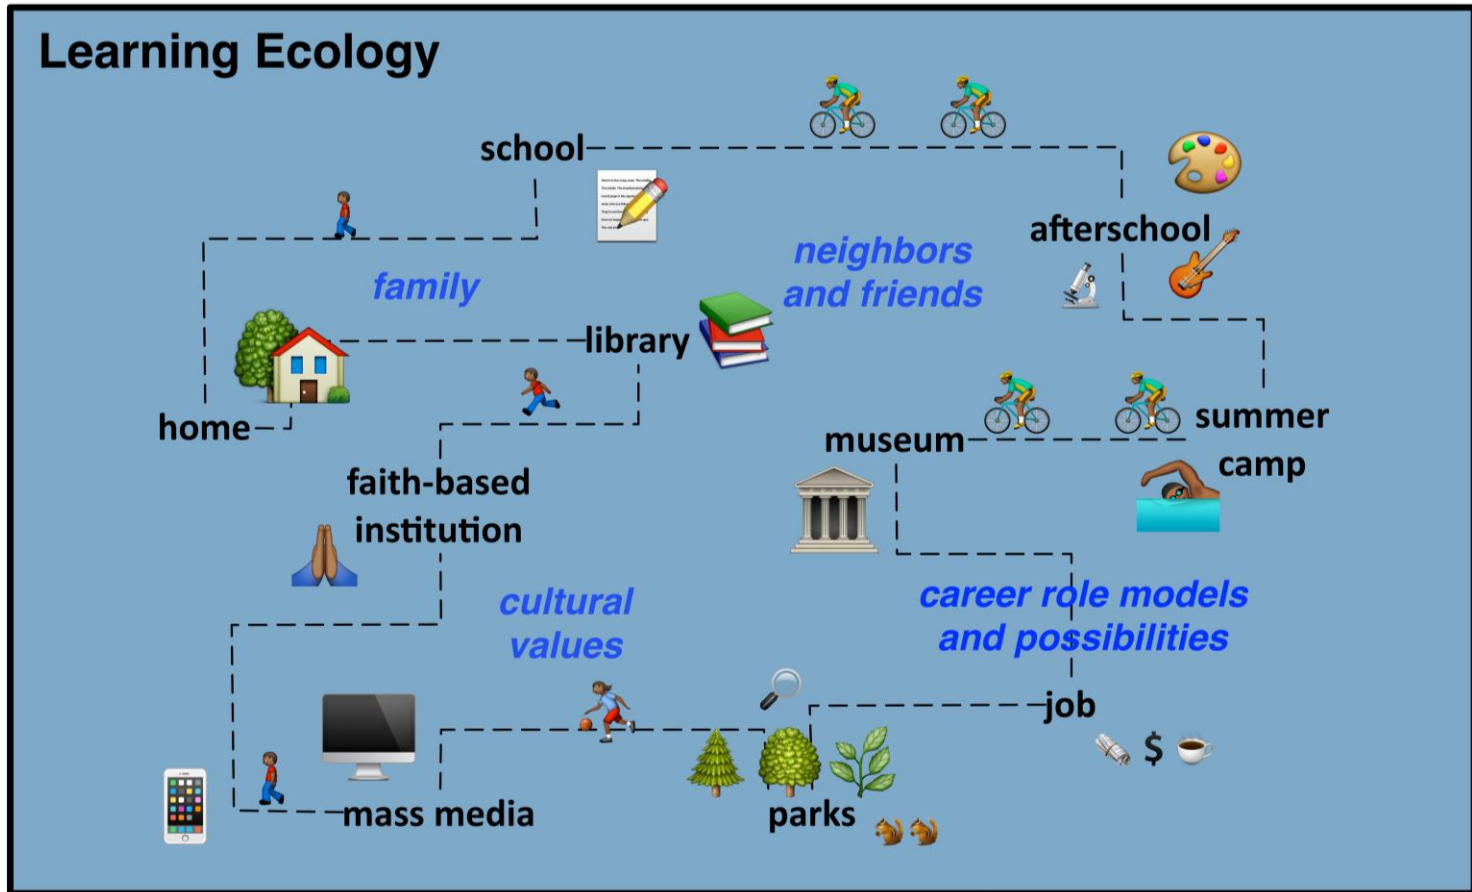 Learning Ecology
school
afterschool
family
neighbors
and friends
library
home
museum
summer
camp
faith-based
institution
cultural
values
career role models
and possibilities
job
$
mass media
parks